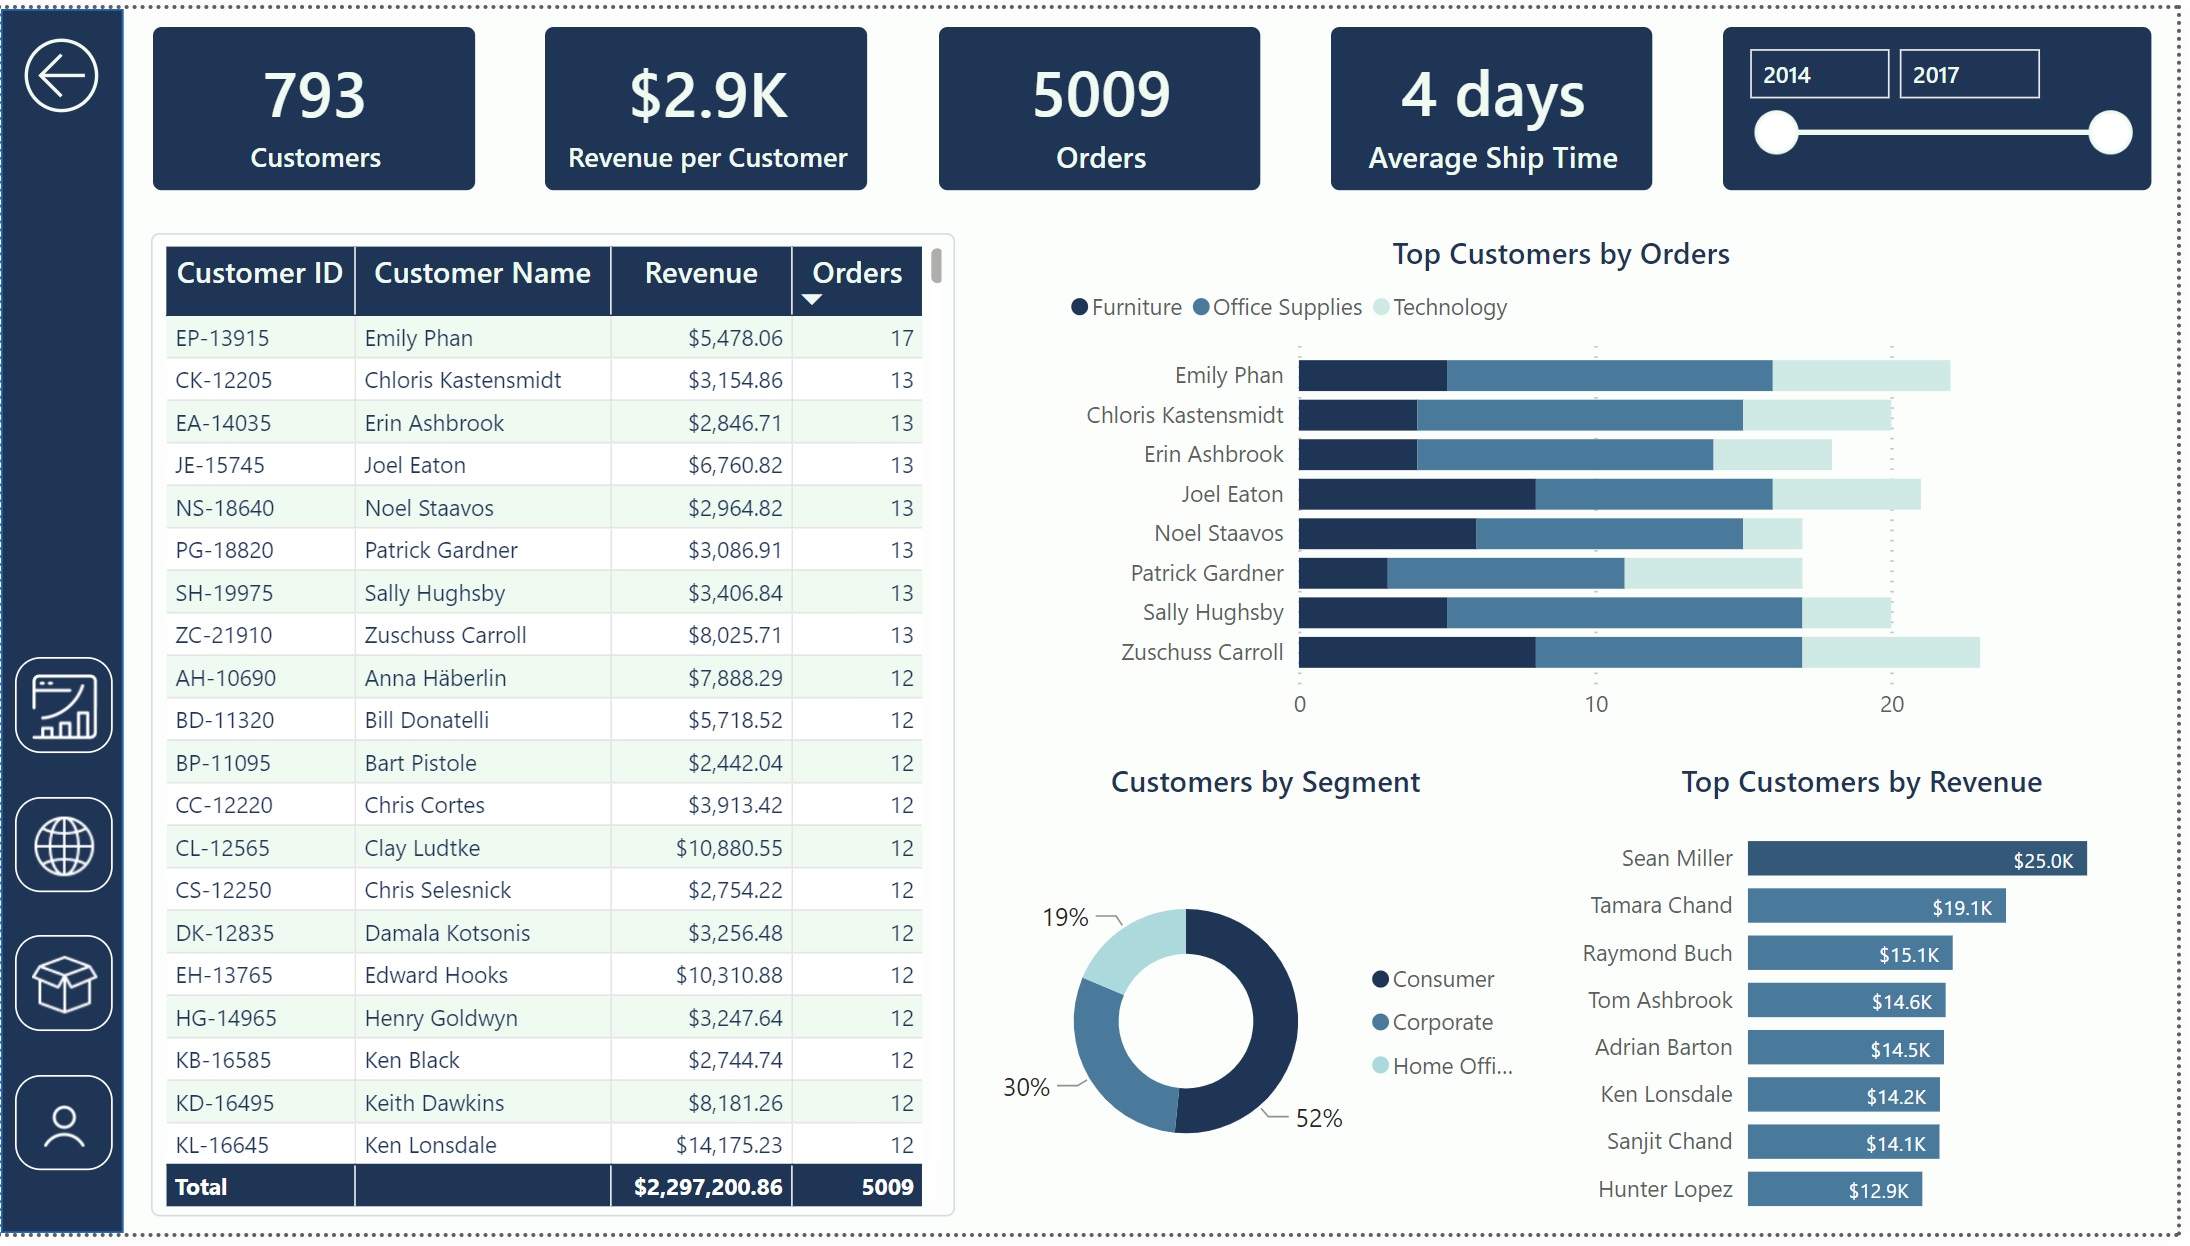 793
Customers
$2.9K
Revenue per Customer
5009
Orders
4 days
Average Ship Time
2014 2017
Customer ID Customer Name Revenue Orders
EP-13915 Emily Phan $5,478.06 17
CK-12205 Chloris Kastensmidt $3,154.86 13
EA-14035 Erin Ashbrook $2,846.71 13
JE-15745 Joel Eaton $6,760.82 13
NS-18640 Noel Staavos $2,964.82 13
PG-18820 Patrick Gardner $3,086.91 13
SH-19975 Sally Hughsby $3,406.84 13
ZC-21910 Zuschuss Carroll $8,025.71 13
AH-10690 Anna Häberlin $7,888.29 12
BD-11320 Bill Donatelli $5,718.52 12
BP-11095 Bart Pistole $2,442.04 12
CC-12220 Chris Cortes $3,913.42 12
CL-12565 Clay Ludtke $10,880.55 12
CS-12250 Chris Selesnick $2,754.22 12
DK-12835 Damala Kotsonis $3,256.48 12
EH-13765 Edward Hooks $10,310.88 12
HG-14965 Henry Goldwyn $3,247.64 12
KB-16585 Ken Black $2,744.74 12
KD-16495 Keith Dawkins $8,181.26 12
KL-16645 Ken Lonsdale $14,175.23 12
Total $2,297,200.86 5009
Top Customers by Orders
Furniture Office Supplies Technology
Emily Phan
Chloris Kastensmidt
Erin Ashbrook
Joel Eaton
Noel Staavos
Patrick Gardner
Sally Hughsby
Zuschuss Carroll
0 10 20
Customers by Segment
19%
30%
52%
Consumer
Corporate
Home Offi...
Top Customers by Revenue
Sean Miller $25.0K
Tamara Chand $19.1K
Raymond Buch $15.1K
Tom Ashbrook $14.6K
Adrian Barton $14.5K
Ken Lonsdale $14.2K
Sanjit Chand $14.1K
Hunter Lopez $12.9K